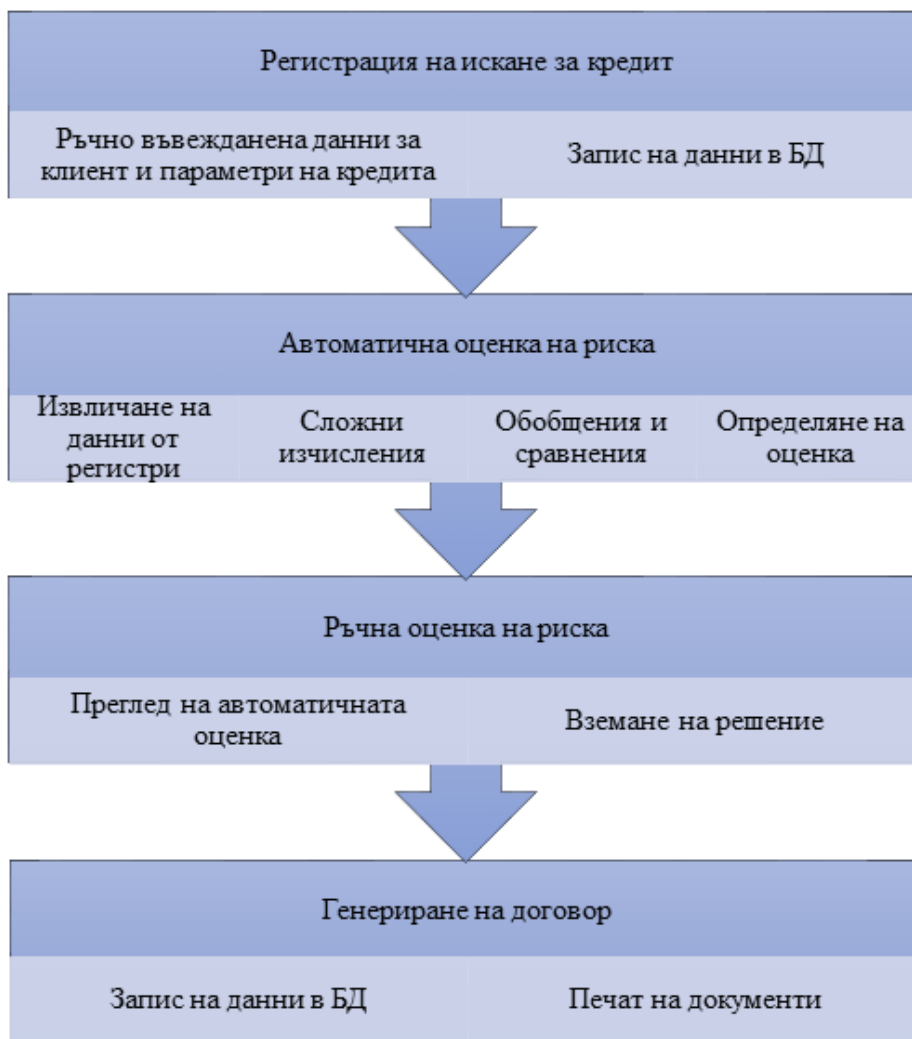 Регистрация на искане за кредит
Ръчно въвежданена данни за
клиент и параметри на кредита
Запис на данни в БД
Автоматична оценка на риска
Извличане на
данни от
регистри
Сложни
изчисления
Обобщения и
сравнения
Определяне на
оценка
Ръчна оценка на риска
Преглед на автоматичната
оценка
Вземане на решение
Генериране на договор
Запис на данни в БД
Печат на документи